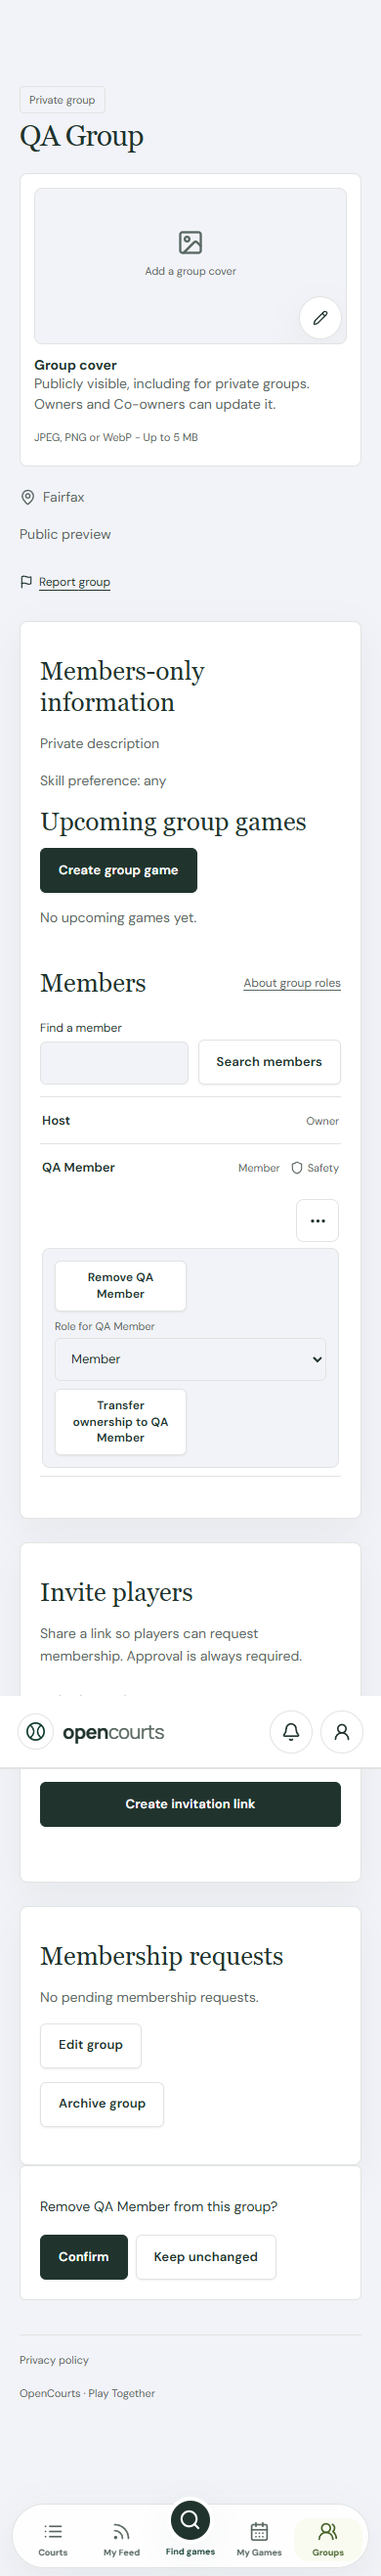 Private group
QA Group
Add a group cover
Group cover
Publicly visible, including for private groups.
Owners and Co-owners can update it.
JPEG, PNG or WebP - Up to 5 MB
Fairfax
Public preview
Report group
Members-only
information
Private description
Skill preference: any
Upcoming group games
Create group game
No upcoming games yet.
Members
About group roles
Find a member
Search members
Host
Owner
QA Member
Member
Safety
Remove QA
Member
Role for QA Member
Member
Transfer
ownership to QA
Member
Invite players
Share a link so players can request
membership. Approval is always required.
opencourts
Create invitation link
Membership requests
No pending membership requests.
Edit group
Archive group
Remove QA Member from this group?
Confirm
Keep unchanged
Privacy policy
OpenCourts · Play Together
Courts
My Feed
Find games
My Games
Groups